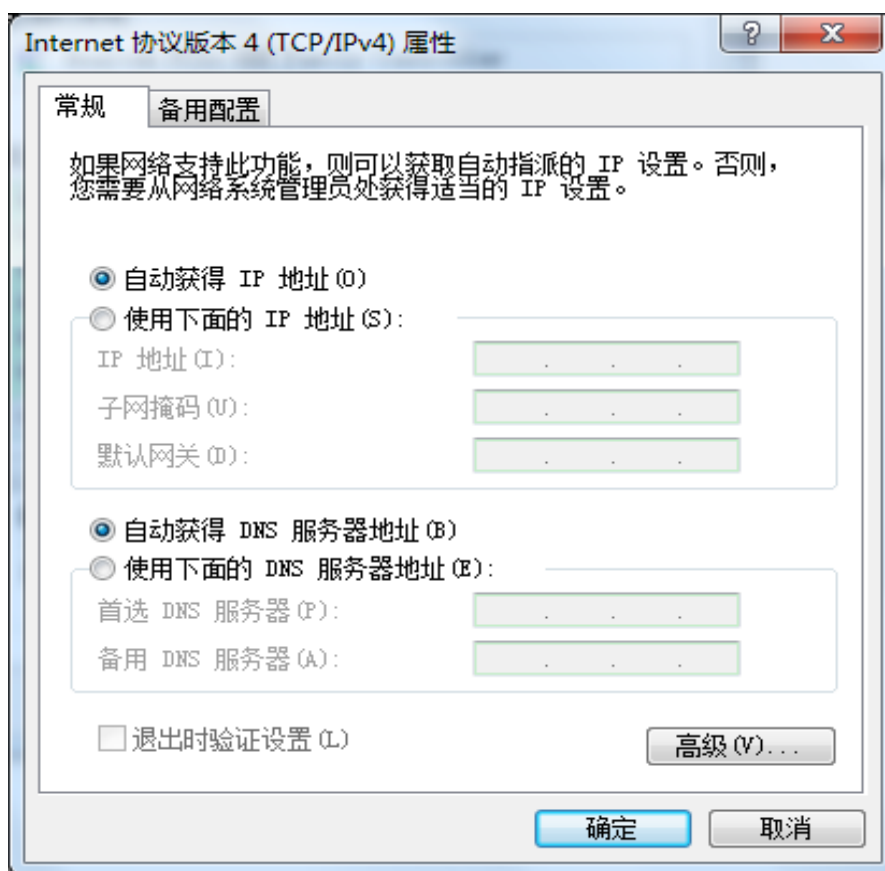 Internet 协议版本 4 (TCP/IPv4) 属性
?
常规
备用配置
如果网络支持此功能，则可以获取自动指派的 IP 设置。否则，
您需要从网络系统管理员处获得适当的 IP 设置。
自动获得 IP 地址(O)
使用下面的 IP 地址(S):
IP 地址(I):
子网掩码(U):
默认网关(D):
自动获得 DNS 服务器地址(B)
使用下面的 DNS 服务器地址(E):
首选 DNS 服务器(P):
备用 DNS 服务器(A):
退出时验证设置(L)
高级(V)...
确定
取消